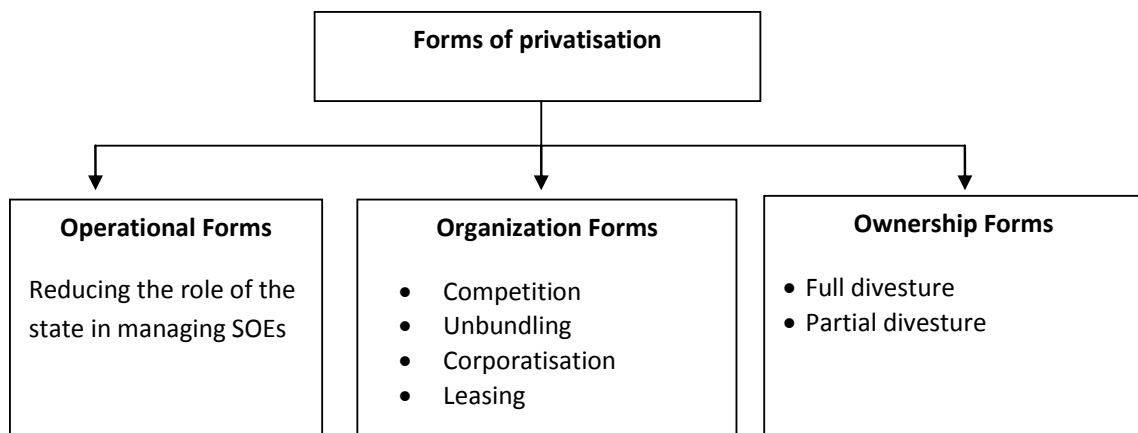 Forms of privatisation
Operational Forms
Reducing the role of the
state in managing SOEs
Organization Forms
• Competition
• Unbundling
• Corporatisation
• Leasing
Ownership Forms
• Full divesture
• Partial divesture